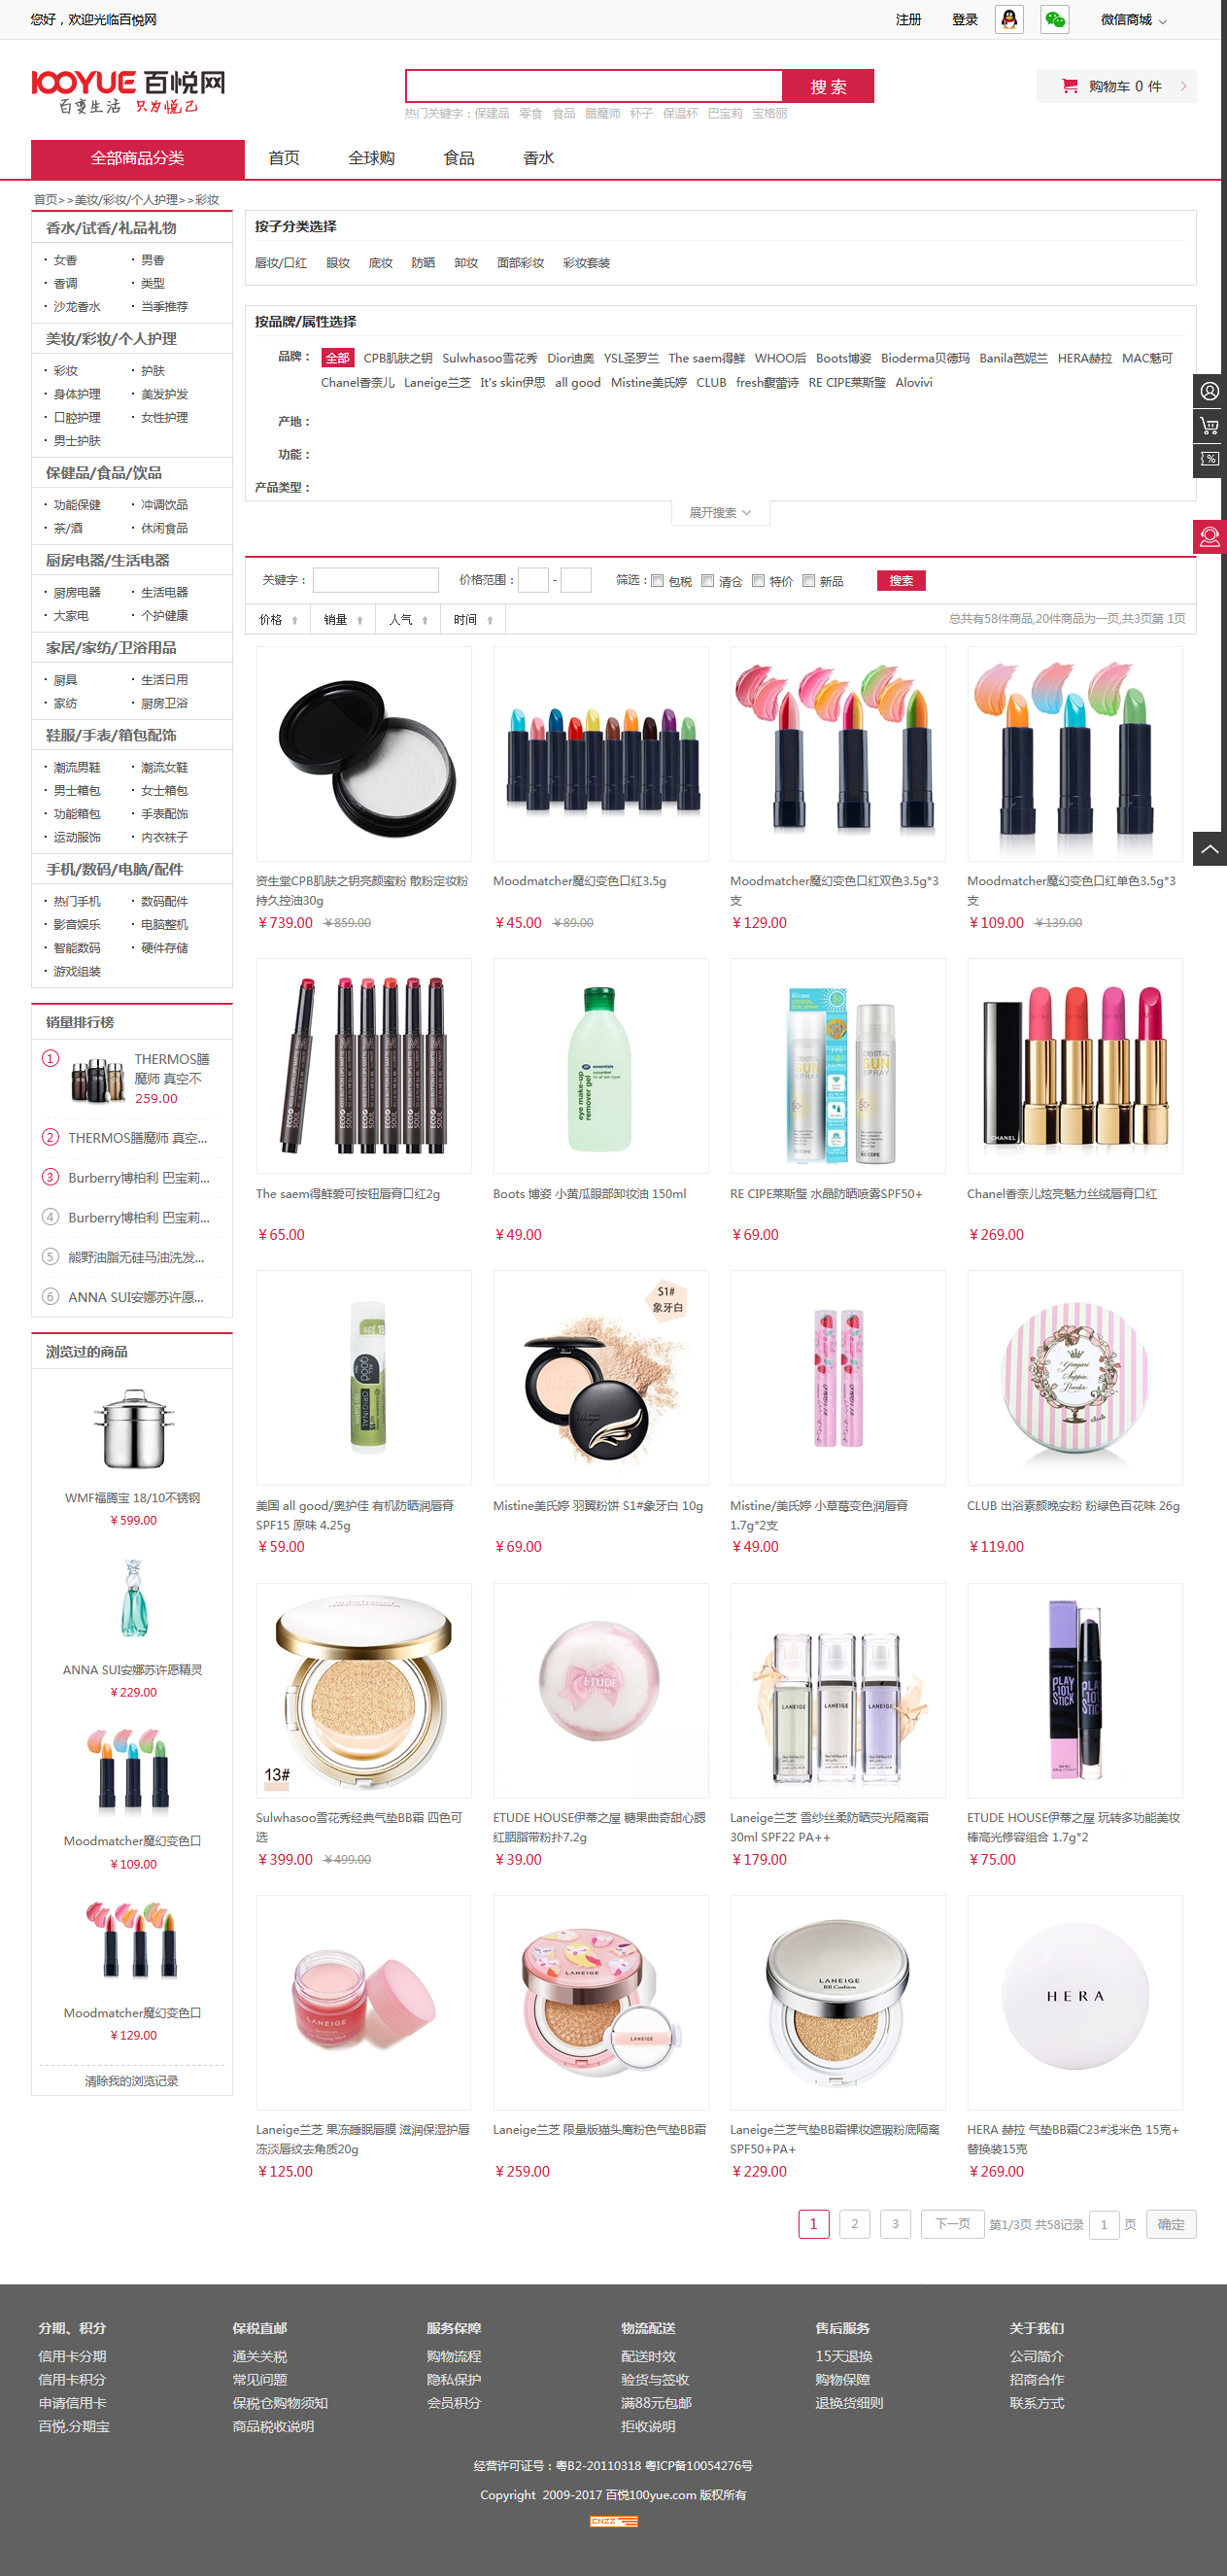 您好，欢迎光临百悦网
注册 登录 微信商城
100YUE 百悦网
百变生活 只为悦己
搜 索
购物车 0 件
热门关键字：保健品 零食 食品 膳魔师 杯子 保温杯 巴宝莉 宝格丽
全部商品分类 首页 全球购 食品 香水
首页>>美妆/彩妆/个人护理>>彩妆
香水/试香/礼品礼物
女香 男香
香调 类型
沙龙香水 当季推荐
美妆/彩妆/个人护理
彩妆 护肤
身体护理 美发护发
口腔护理 女性护理
男士护肤
保健品/食品/饮品
功能保健 冲调饮品
茶/酒 休闲食品
厨房电器/生活电器
厨房电器 生活电器
大家电 个护健康
家居/家纺/卫浴用品
厨具 生活日用
家纺 厨房卫浴
鞋服/手表/箱包配饰
潮流男鞋 潮流女鞋
男士箱包 女士箱包
功能箱包 手表配饰
运动服饰 内衣袜子
手机/数码/电脑/配件
热门手机 数码配件
影音娱乐 电脑整机
智能数码 硬件存储
游戏组装
销量排行榜
1 THERMOS膳
魔师 真空不
259.00
2 THERMOS膳魔师 真空...
3 Burberry博柏利 巴宝莉...
4 Burberry博柏利 巴宝莉...
5 熊野油脂无硅马油洗发...
6 ANNA SUI安娜苏许愿...
浏览过的商品
WMF福腾宝 18/10不锈钢
￥599.00
ANNA SUI安娜苏许愿精灵
￥229.00
Moodmatcher魔幻变色口
￥109.00
Moodmatcher魔幻变色口
￥129.00
清除我的浏览记录
按子分类选择
唇妆/口红 眼妆 底妆 防晒 卸妆 面部彩妆 彩妆套装
按品牌/属性选择
品牌： 全部 CPB肌肤之钥 Sulwhasoo雪花秀 Dior迪奥 YSL圣罗兰 The saem得鲜 WHOO后 Boots博姿 Bioderma贝德玛 Banila芭妮兰 HERA赫拉 MAC魅可
Chanel香奈儿 Laneige兰芝 It's skin伊思 all good Mistine美氏婷 CLUB fresh馥蕾诗 RE CIPE莱斯璧 Alovivi
产地：
功能：
产品类型：
展开搜索
关键字： 价格范围： - 筛选： 包税 清仓 特价 新品 搜索
价格 销量 人气 时间 总共有58件商品,20件商品为一页,共3页第 1页
资生堂CPB肌肤之钥亮颜蜜粉 散粉定妆粉
持久控油30g
￥739.00 ￥859.00
Moodmatcher魔幻变色口红3.5g
￥45.00 ￥89.00
Moodmatcher魔幻变色口红双色3.5g*3
支
￥129.00
Moodmatcher魔幻变色口红单色3.5g*3
支
￥109.00 ￥139.00
eye make-up
remover gel
CRYSTAL
SUN
SPRAY
CHANEL
The saem得鲜爱可按钮唇膏口红2g
￥65.00
Boots 博姿 小黄瓜眼部卸妆油 150ml
￥49.00
RE CIPE莱斯璧 水晶防晒喷雾SPF50+
￥69.00
Chanel香奈儿炫亮魅力丝绒唇膏口红
￥269.00
good
ORIGINAL
S1#
象牙白
club
美国 all good/奥护佳 有机防晒润唇膏
SPF15 原味 4.25g
￥59.00
Mistine美氏婷 羽翼粉饼 S1#象牙白 10g
￥69.00
Mistine/美氏婷 小草莓变色润唇膏
1.7g*2支
￥49.00
CLUB 出浴素颜晚安粉 粉绿色百花味 26g
￥119.00
13#
ETUDE
LANEIGE LANEIGE LANEIGE
PLAY
101
STICK
Sulwhasoo雪花秀经典气垫BB霜 四色可
选
￥399.00 ￥499.00
ETUDE HOUSE伊蒂之屋 糖果曲奇甜心腮
红胭脂带粉扑7.2g
￥39.00
Laneige兰芝 雪纱丝柔防晒荧光隔离霜
30ml SPF22 PA++
￥179.00
ETUDE HOUSE伊蒂之屋 玩转多功能美妆
棒高光修容组合 1.7g*2
￥75.00
LANEIGE
LANEIGE
LANEIGE
LANEIGE
BB Cushion
HERA
Laneige兰芝 果冻睡眠唇膜 滋润保湿护唇
冻淡唇纹去角质20g
￥125.00
Laneige兰芝 限量版猫头鹰粉色气垫BB霜
￥259.00
Laneige兰芝气垫BB霜裸妆遮瑕粉底隔离
SPF50+PA+
￥229.00
HERA 赫拉 气垫BB霜C23#浅米色 15克+
替换装15克
￥269.00
1 2 3 下一页 第1/3页 共58记录 1 页 确定
分期、积分 保税直邮 服务保障 物流配送 售后服务 关于我们
信用卡分期 通关关税 购物流程 配送时效 15天退换 公司简介
信用卡积分 常见问题 隐私保护 验货与签收 购物保障 招商合作
申请信用卡 保税仓购物须知 会员积分 满88元包邮 退换货细则 联系方式
百悦.分期宝 商品税收说明 拒收说明
经营许可证号：粤B2-20110318 粤ICP备10054276号
Copyright 2009-2017 百悦100yue.com 版权所有
CNZZ